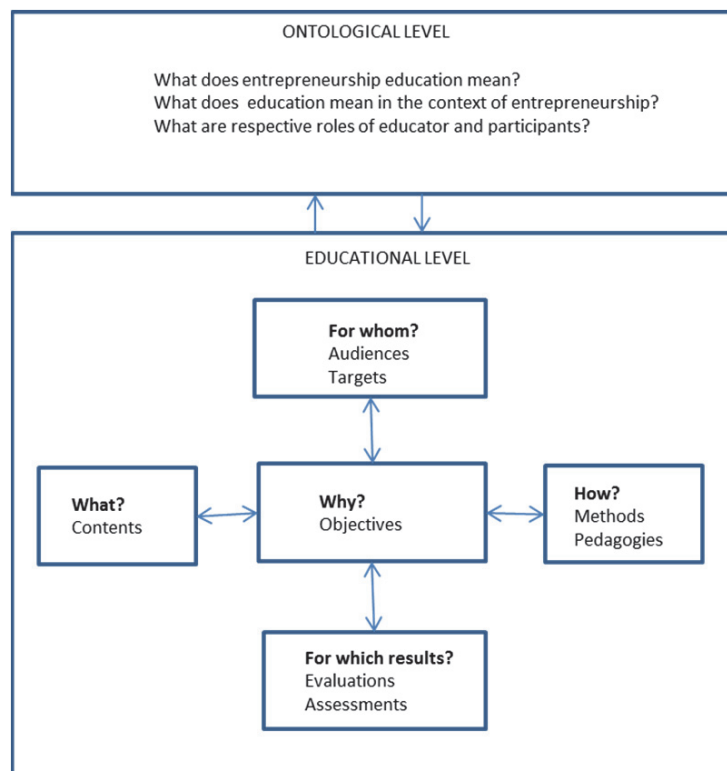 ONTOLOGICAL LEVEL
What does entrepreneurship education mean?
What does education mean in the context of entrepreneurship?
What are respective roles of educator and participants?
EDUCATIONAL LEVEL
For whom?
Audiences
Targets
What?
Contents
Why?
Objectives
How?
Methods
Pedagogies
For which results?
Evaluations
Assessments